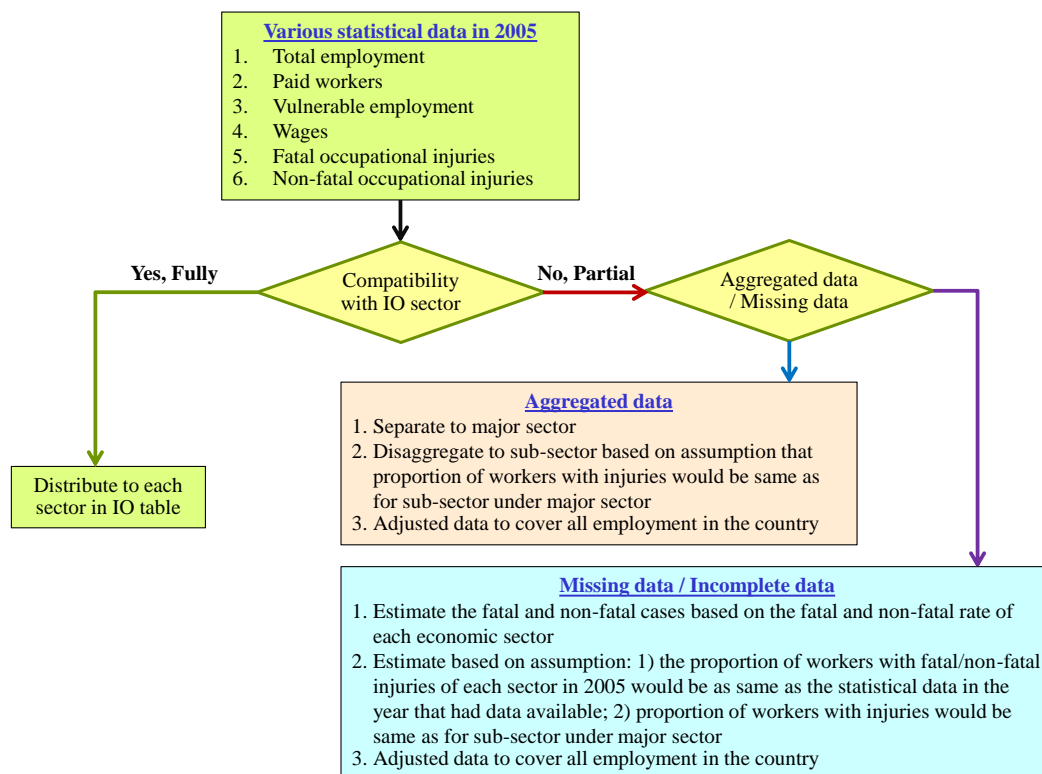 Various statistical data in 2005
1. Total employment
2. Paid workers
3. Vulnerable employment
4. Wages
5. Fatal occupational injuries
6. Non-fatal occupational injuries
Yes, Fully
Compatibility
with IO sector
No, Partial
Aggregated data
/ Missing data
Aggregated data
1. Separate to major sector
2. Disaggregate to sub-sector based on assumption that
proportion of workers with injuries would be same as
for sub-sector under major sector
3. Adjusted data to cover all employment in the country
Distribute to each
sector in IO table
Missing data / Incomplete data
1. Estimate the fatal and non-fatal cases based on the fatal and non-fatal rate of
each economic sector
2. Estimate based on assumption: 1) the proportion of workers with fatal/non-fatal
injuries of each sector in 2005 would be as same as the statistical data in the
year that had data available; 2) proportion of workers with injuries would be
same as for sub-sector under major sector
3. Adjusted data to cover all employment in the country